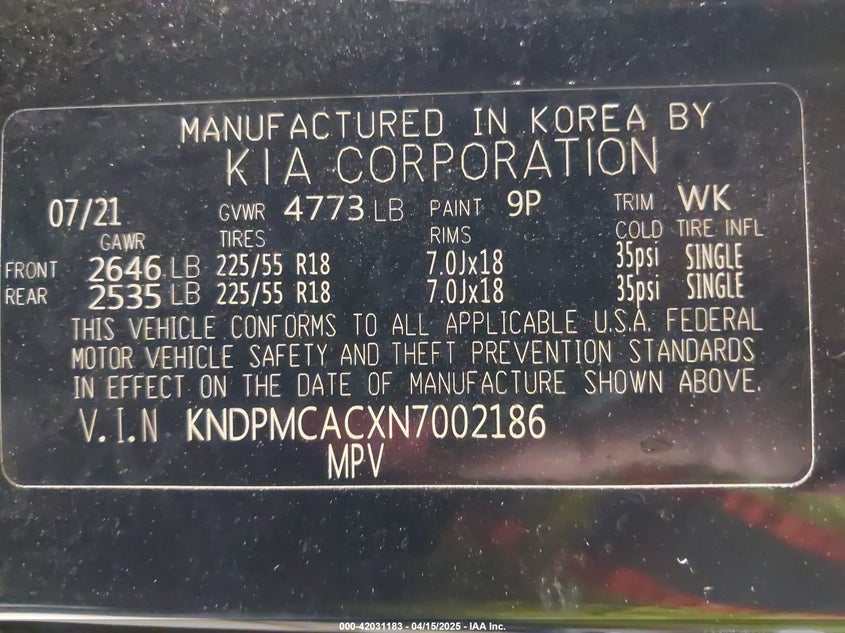 MANUFACTURED IN KOREA BY
KIA CORPORATION
07/21 GVWR 4773 LB PAINT 9P TRIM WK
GAWR TIRES RIMS COLD TIRE INFL
FRONT 2646 LB 225/55 R18 7.0Jx18 35psi SINGLE
REAR 2535 LB 225/55 R18 7.0Jx18 35psi SINGLE
THIS VEHICLE CONFORMS TO ALL APPLICABLE U.S.A. FEDERAL
MOTOR VEHICLE SAFETY AND THEFT PREVENTION STANDARDS
IN EFFECT ON THE DATE OF MANUFACTURE SHOWN ABOVE.
V.I.N KNDPMCACXN7002186
MPV
000-42031183 - 04/15/2025 - IAA Inc.